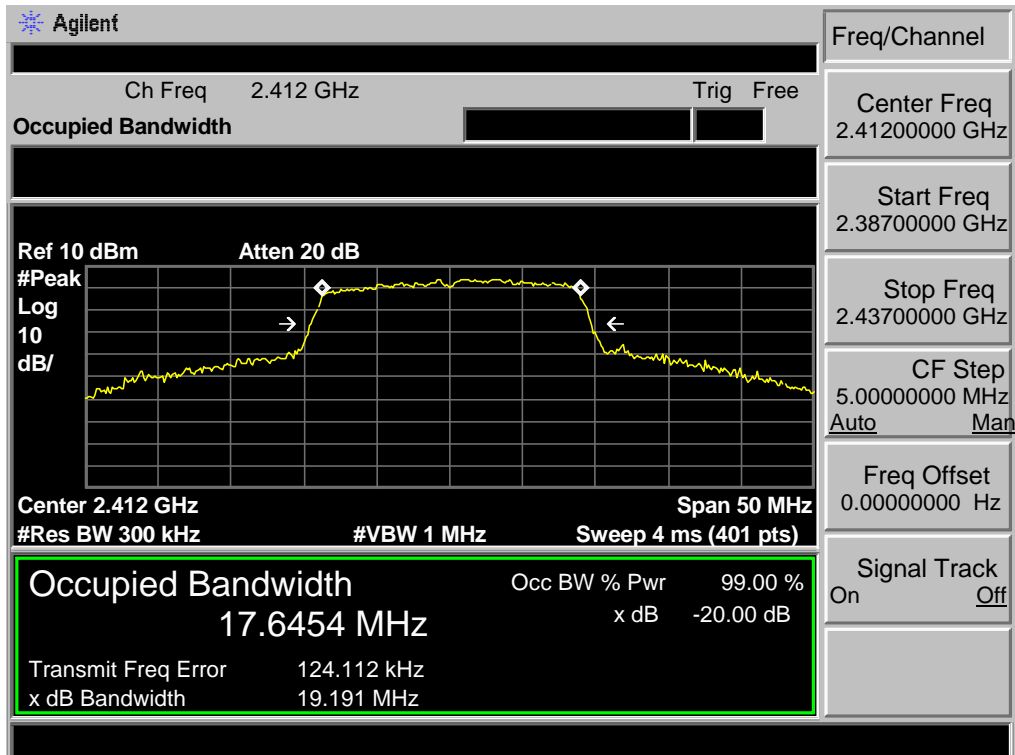 Agilent
Ch Freq 2.412 GHz Trig Free
Occupied Bandwidth
Ref 10 dBm Atten 20 dB
#Peak
Log
10
dB/
Center 2.412 GHz Span 50 MHz
#Res BW 300 kHz #VBW 1 MHz Sweep 4 ms (401 pts)
Occupied Bandwidth
17.6454 MHz
Occ BW % Pwr 99.00 %
x dB -20.00 dB
Transmit Freq Error 124.112 kHz
x dB Bandwidth 19.191 MHz
Freq/Channel
Center Freq
2.41200000 GHz
Start Freq
2.38700000 GHz
Stop Freq
2.43700000 GHz
CF Step
5.00000000 MHz
Auto Man
Freq Offset
0.00000000 Hz
Signal Track
On Off